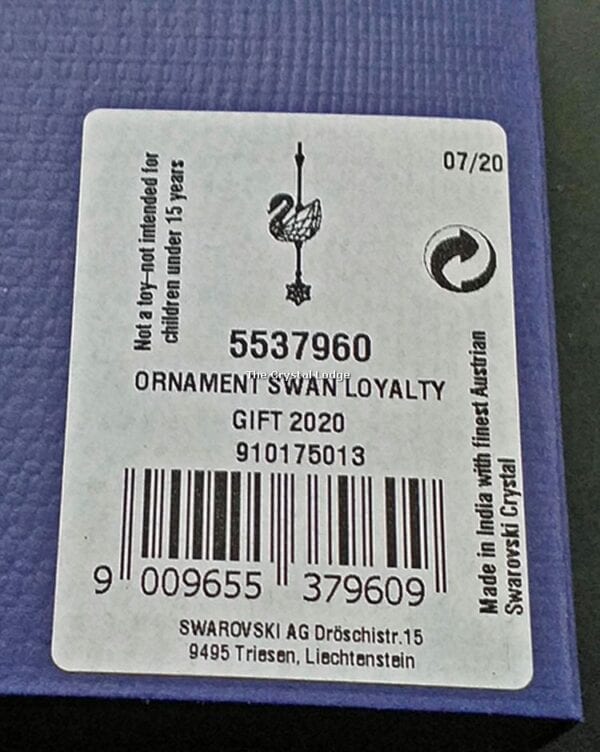 Not a toy-not intended for
children under 15 years
07/20
5537960
ORNAMENT SWAN LOYALTY
The Crystal Lodge
GIFT 2020
910175013
9 009655 379609
Made in India with finest Austrian
Swarovski Crystal
SWAROVSKI AG Dröschistr.15
9495 Triesen, Liechtenstein